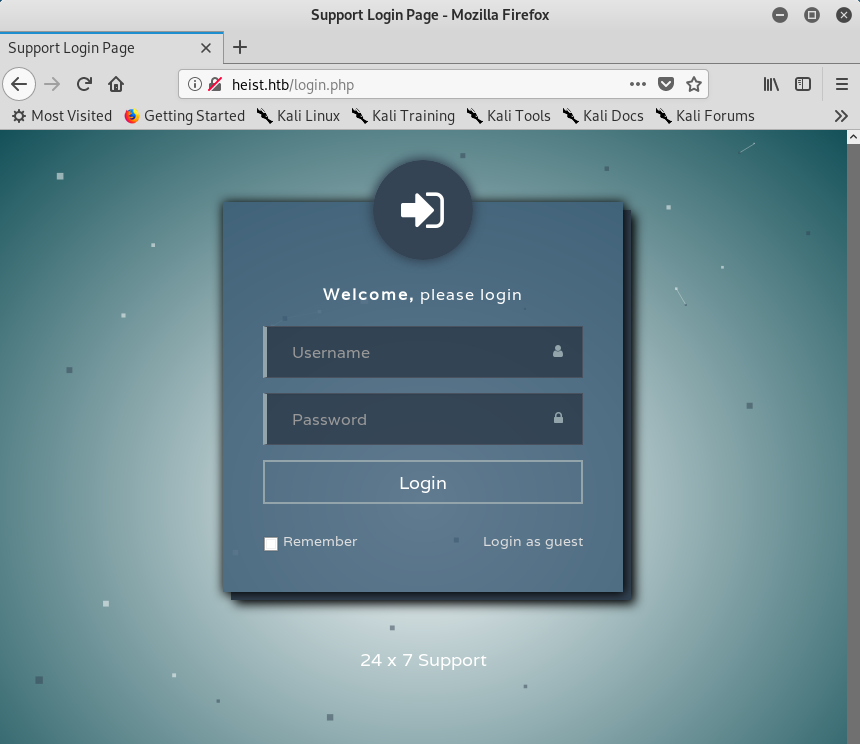 Support Login Page - Mozilla Firefox
Support Login Page
heist.htb/login.php
Most Visited Getting Started Kali Linux Kali Training Kali Tools Kali Docs Kali Forums
Welcome, please login
Username
Password
Login
Remember Login as guest
24 x 7 Support